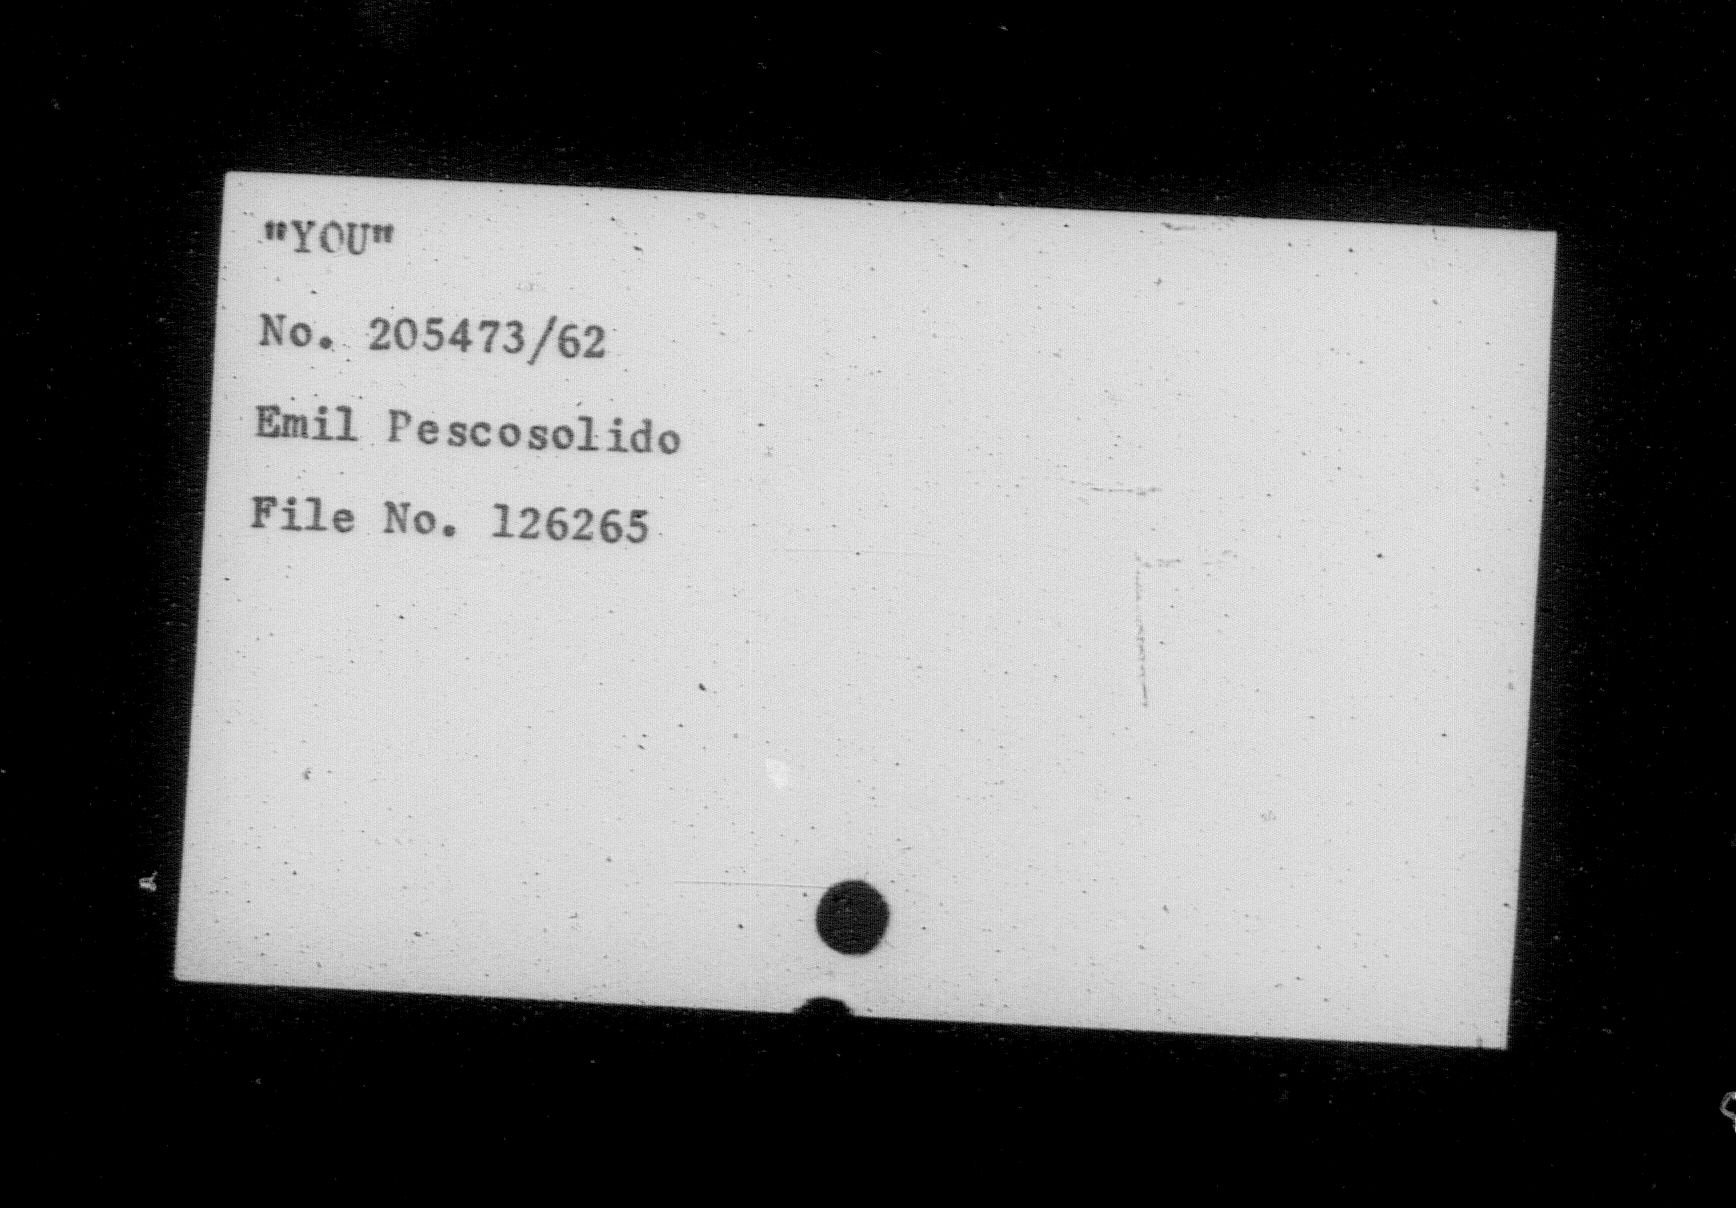 "YOU"
No. 205473/62
Emil Pescosolido
File No. 126265